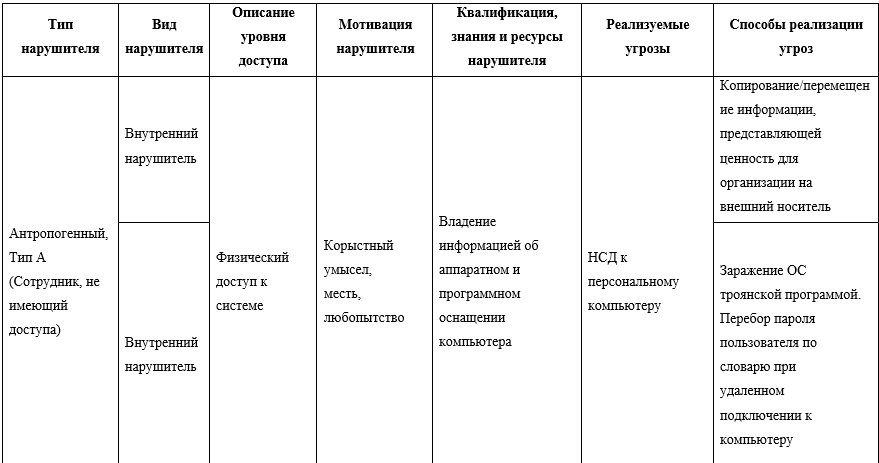 Тип
нарушителя
Вид
нарушителя
Описание
уровня
доступа
Мотивация
нарушителя
Квалификация,
знания и ресурсы
нарушителя
Реализуемые
угрозы
Способы реализации
угроз
Антропогенный,
Тип А
(Сотрудник, не
имеющий
доступа)
Внутренний
нарушитель
Физический
доступ к
системе
Корыстный
умысел,
месть,
любопытство
Владение
информацией об
аппаратном и
программном
оснащении
компьютера
НСД к
персональному
компьютеру
Копирование/перемещен
ие информации,
представляющей
ценность для
организации на
внешний носитель
Внутренний
нарушитель
Заражение ОС
троянской программой.
Перебор пароля
пользователя по
словарю при
удаленном
подключении к
компьютеру